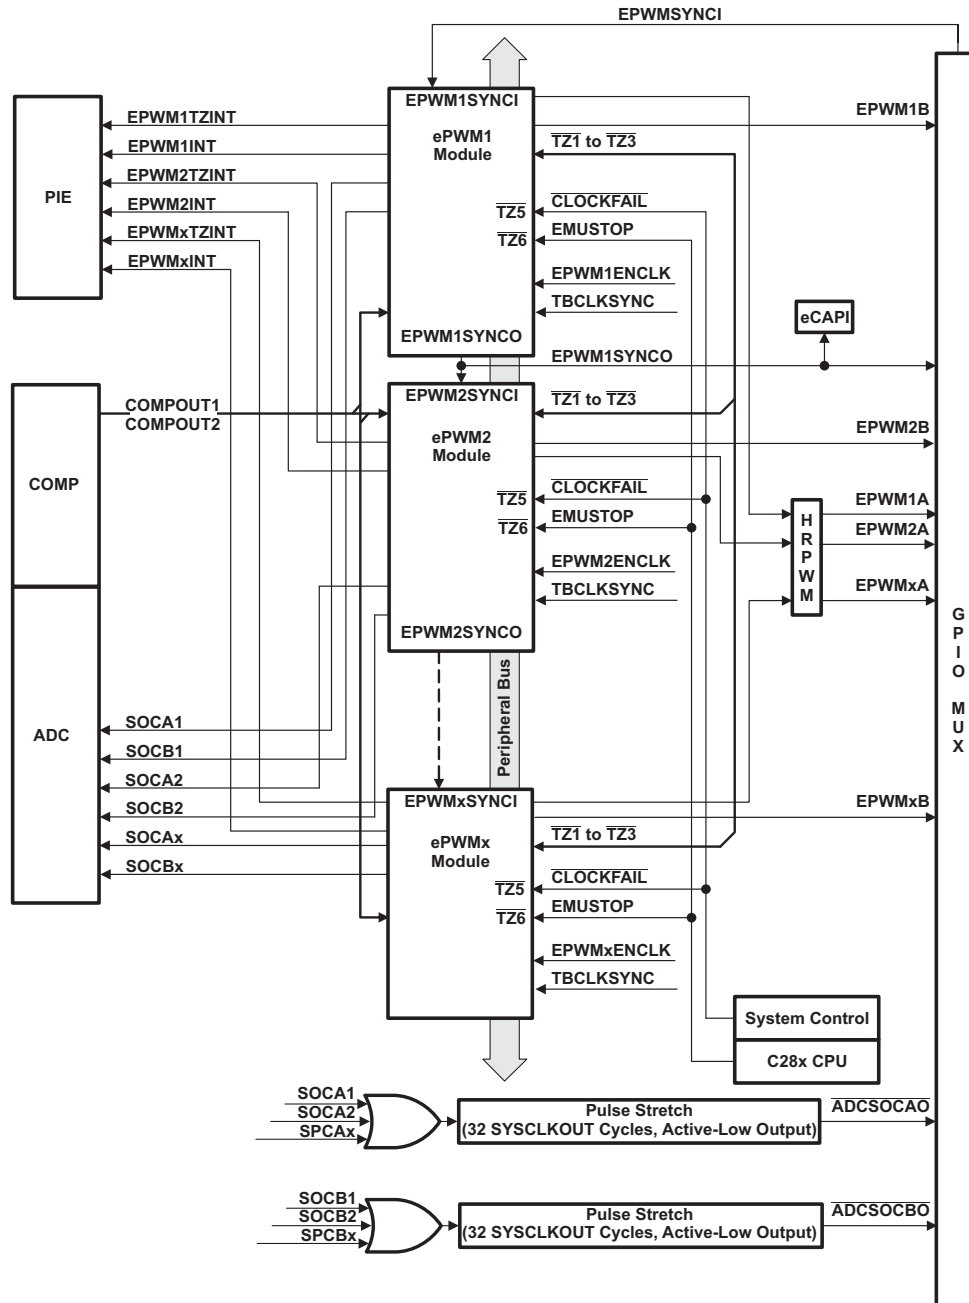 EPWMSYNCI
EPWM1SYNCI
ePWM1
Module
TZ5
TZ6
EPWM1SYNCO
PIE
EPWM1TZINT
EPWM1INT
EPWM2TZINT
EPWM2INT
EPWMxTZINT
EPWMxINT
EPWM1B
TZ1 to TZ3
CLOCKFAIL
EMUSTOP
EPWM1ENCLK
TBCLKSYNC
eCAPI
EPWM1SYNCO
COMP
COMPOUT1
COMPOUT2
EPWM2SYNCI
ePWM2
Module
TZ5
TZ6
EPWM2SYNCO
TZ1 to TZ3
EPWM2B
CLOCKFAIL
EMUSTOP
EPWM2ENCLK
TBCLKSYNC
HRPWM
EPWM1A
EPWM2A
EPWMxA
GPIO MUX
Peripheral Bus
ADC
SOCA1
SOCB1
SOCA2
SOCB2
SOCAx
SOCBx
EPWMxSYNCI
ePWMx
Module
TZ5
TZ6
EPWMxB
TZ1 to TZ3
CLOCKFAIL
EMUSTOP
EPWMxENCLK
TBCLKSYNC
System Control
C28x CPU
SOCA1
SOCA2
SPCAx
Pulse Stretch
(32 SYSCLKOUT Cycles, Active-Low Output)
ADCSOCAO
SOCB1
SOCB2
SPCBx
Pulse Stretch
(32 SYSCLKOUT Cycles, Active-Low Output)
ADCSOCBO